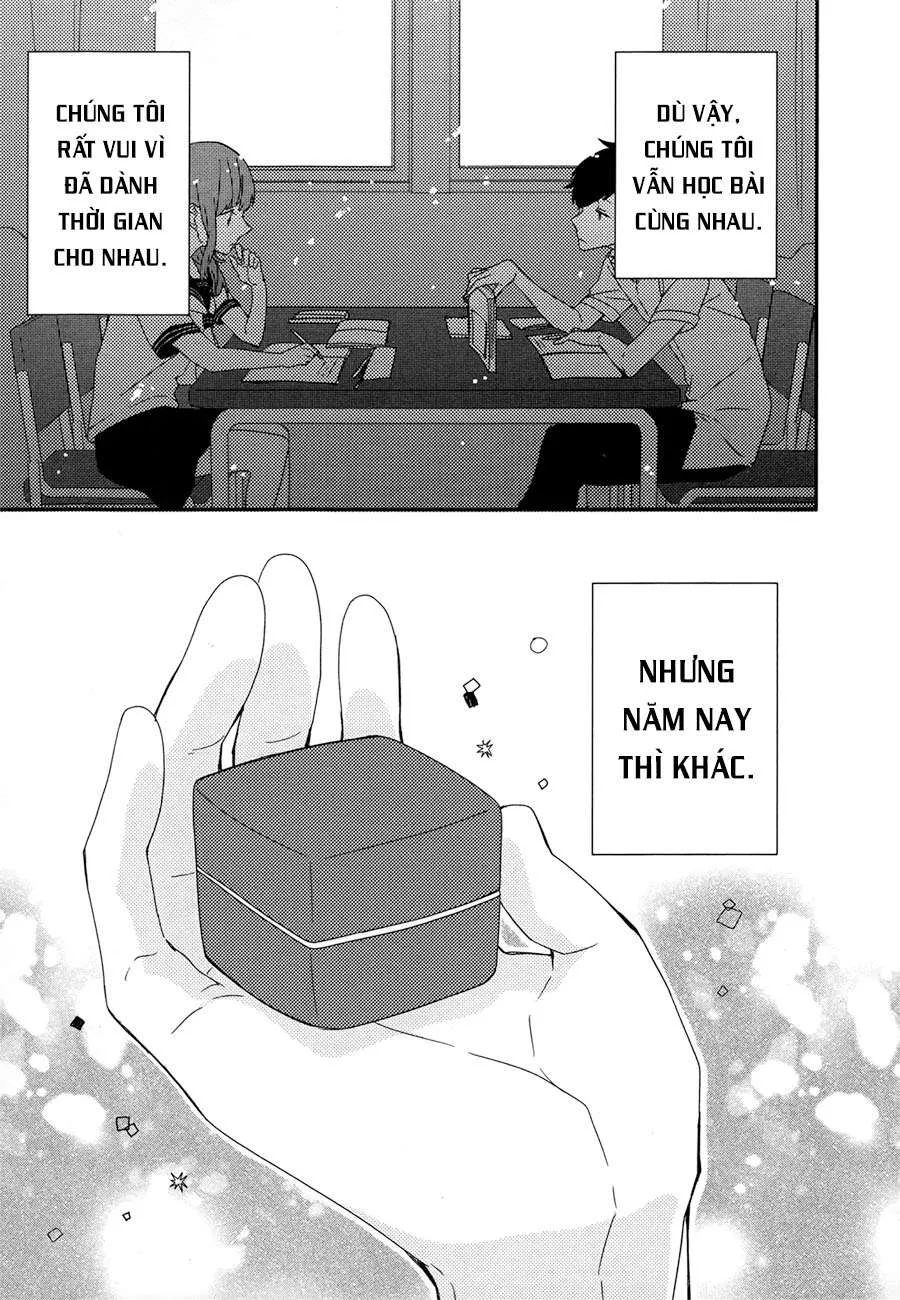 DÙ VẬY,
CHÚNG TÔI
VẪN HỌC BÀI
CÙNG NHAU.
CHÚNG TÔI
RẤT VUI VÌ
ĐÃ DÀNH
THỜI GIAN
CHO NHAU.
NHƯNG
NĂM NAY
THÌ KHÁC.